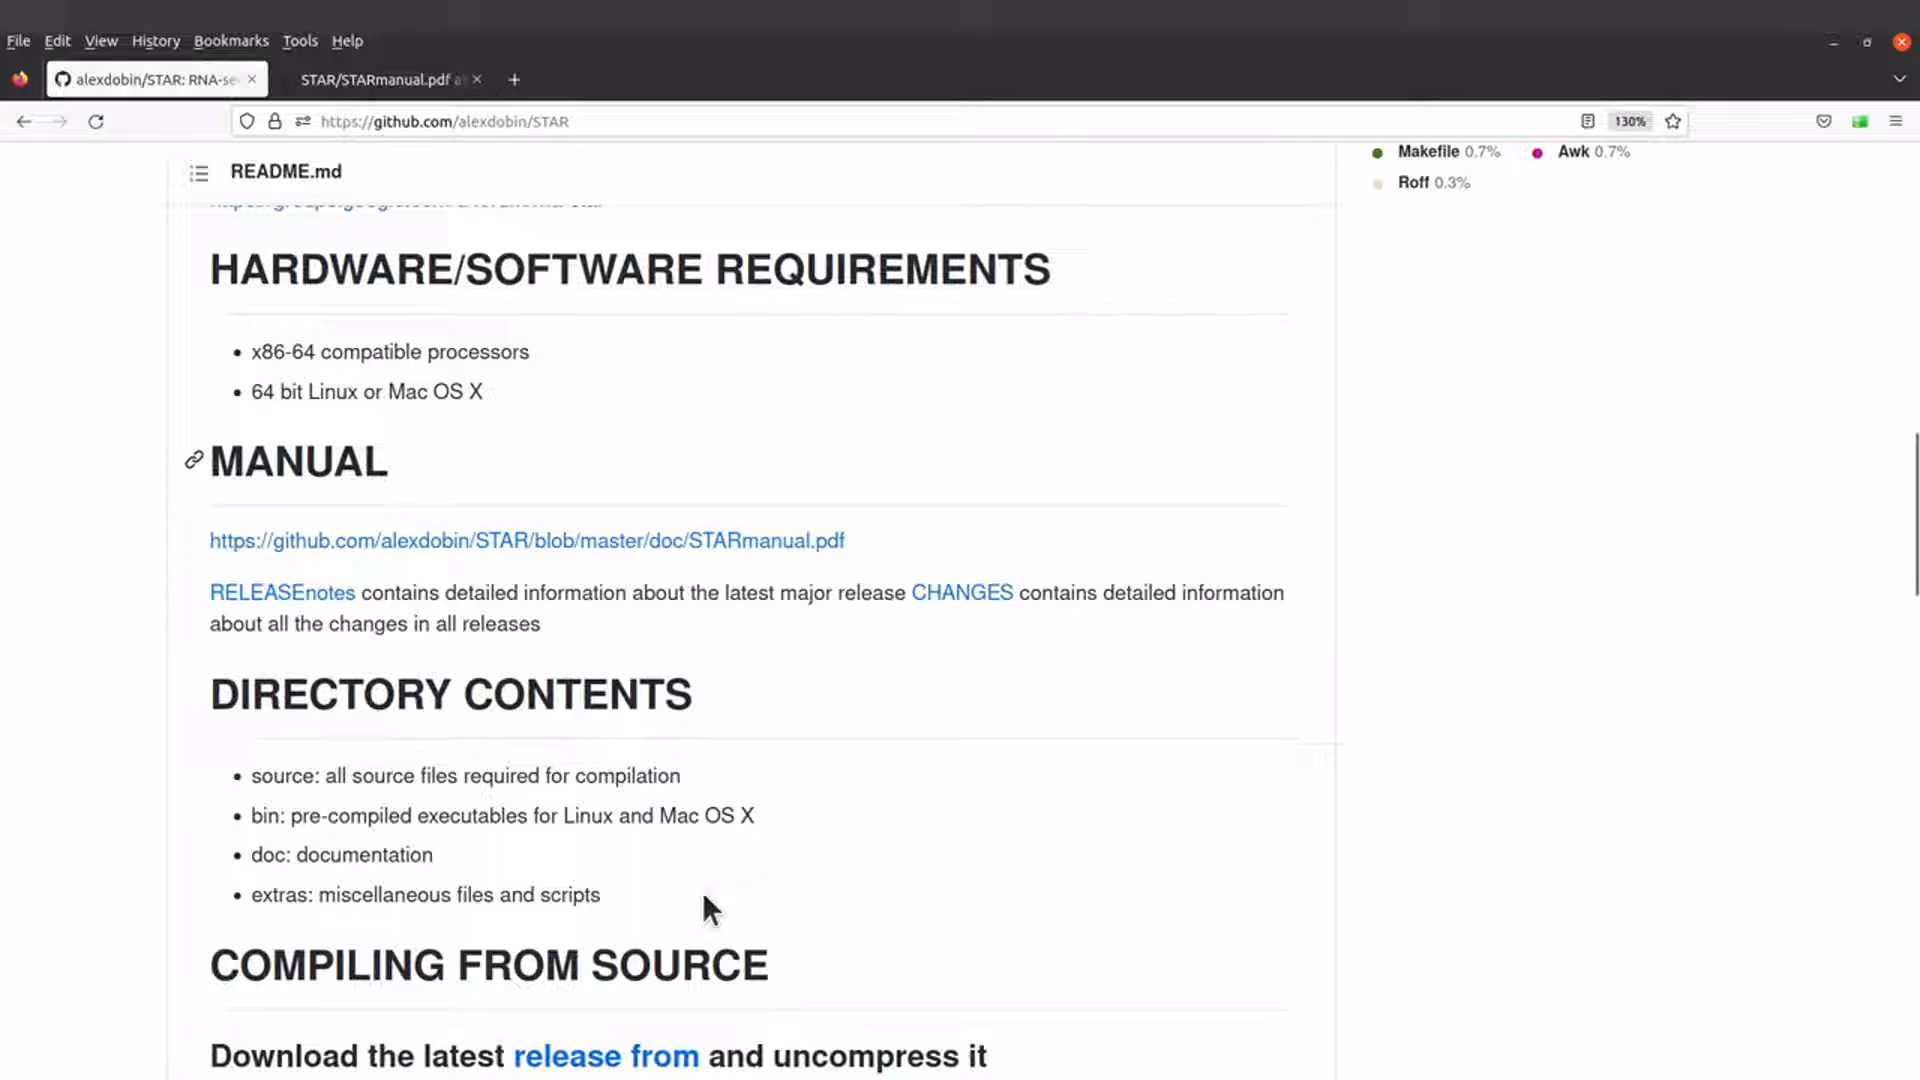 File Edit View History Bookmarks Tools Help
alexdobin/STAR: RNA-se
STAR/STARmanual.pdf a
https://github.com/alexdobin/STAR
130%
README.md
Makefile 0.7%
Awk 0.7%
Roff 0.3%
HARDWARE/SOFTWARE REQUIREMENTS
• x86-64 compatible processors
• 64 bit Linux or Mac OS X
MANUAL
https://github.com/alexdobin/STAR/blob/master/doc/STARmanual.pdf
RELEASEnotes contains detailed information about the latest major release CHANGES contains detailed information
about all the changes in all releases
DIRECTORY CONTENTS
• source: all source files required for compilation
• bin: pre-compiled executables for Linux and Mac OS X
• doc: documentation
• extras: miscellaneous files and scripts
COMPILING FROM SOURCE
Download the latest release from and uncompress it